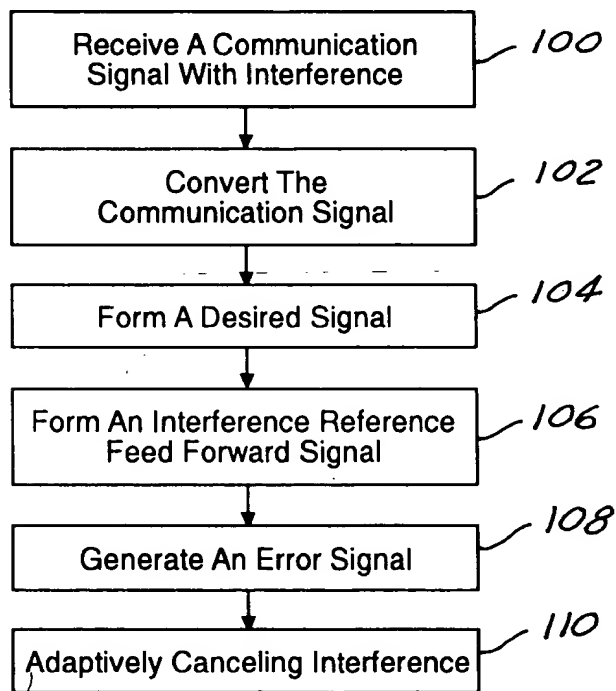 Receive A Communication
Signal With Interference
100
Convert The
Communication Signal
102
Form A Desired Signal
104
Form An Interference Reference
Feed Forward Signal
106
Generate An Error Signal
108
Adaptively Canceling Interference
110